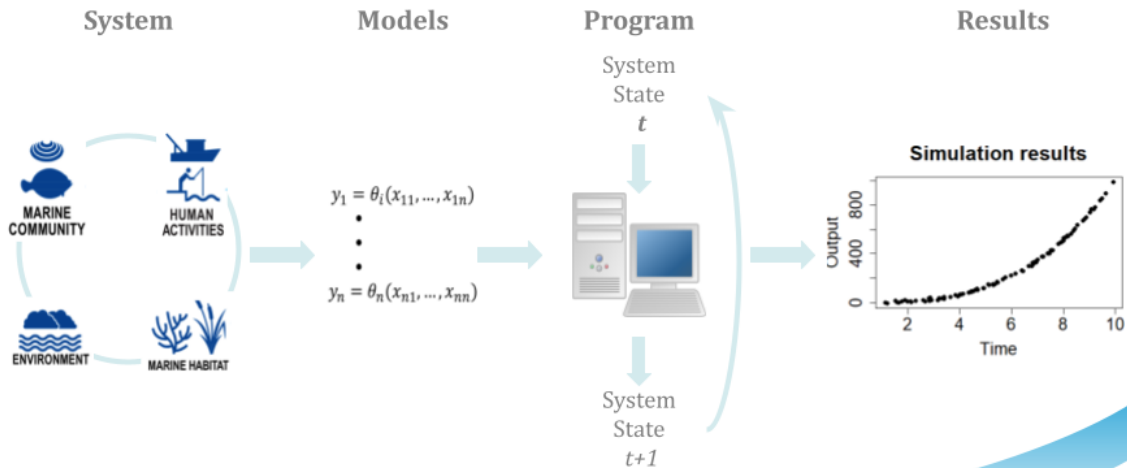 System
Models
Program
Results
MARINE
COMMUNITY
HUMAN
ACTIVITIES
ENVIRONMENT
MARINE HABITAT
y₁ = θᵢ(x₁₁, …, x₁ₙ)
yₙ = θₙ(xₙ₁, …, xₙₙ)
System
State
t
System
State
t+1
Simulation results
Output
0 400 800
2 4 6 8 10
Time